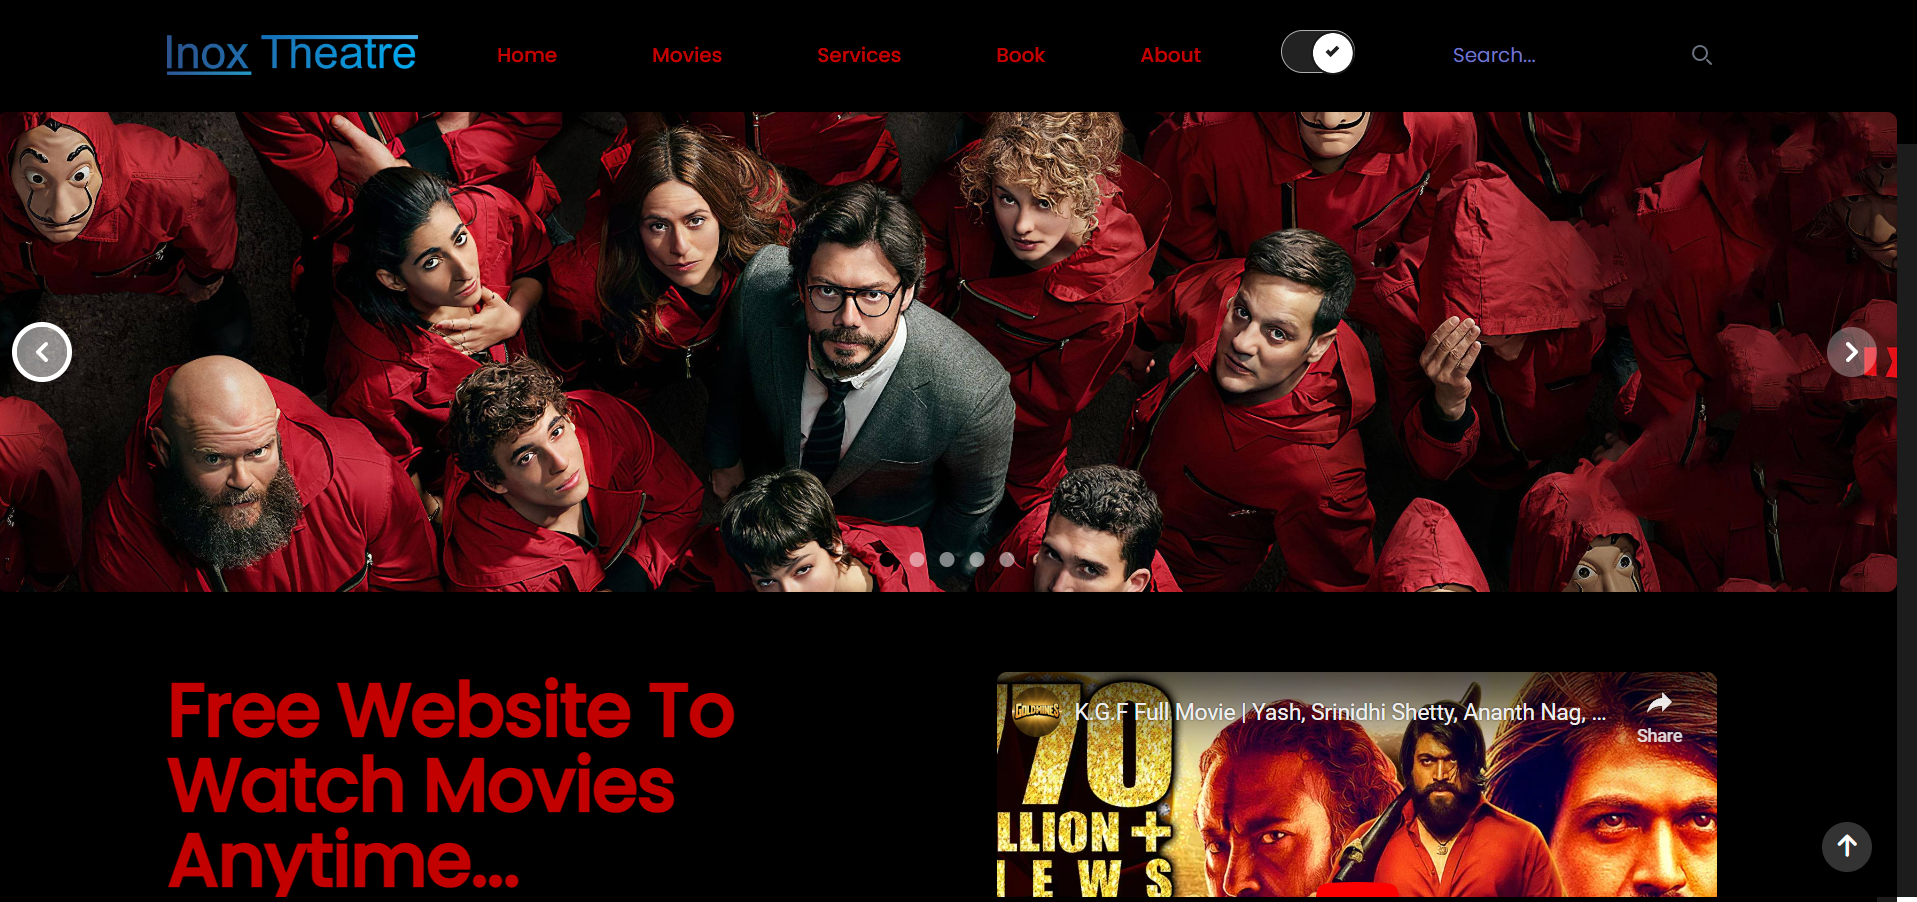 Inox Theatre
Home
Movies
Services
Book
About
Search...
Free Website To
Watch Movies
Anytime...
GOLDMINES
K.G.F Full Movie | Yash, Srinidhi Shetty, Ananth Nag, ...
Share
70
LLION +
IEWS